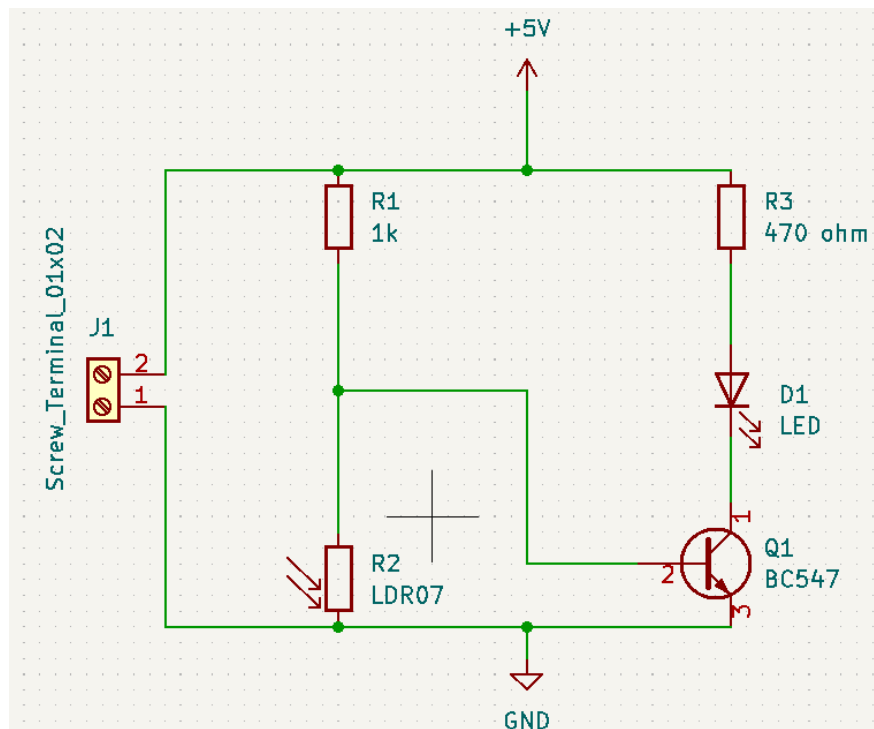 +5V
R1
1k
R3
470 ohm
Screw_Terminal_01x02
J1
2
1
D1
LED
1
Q1
BC547
2
3
R2
LDR07
GND